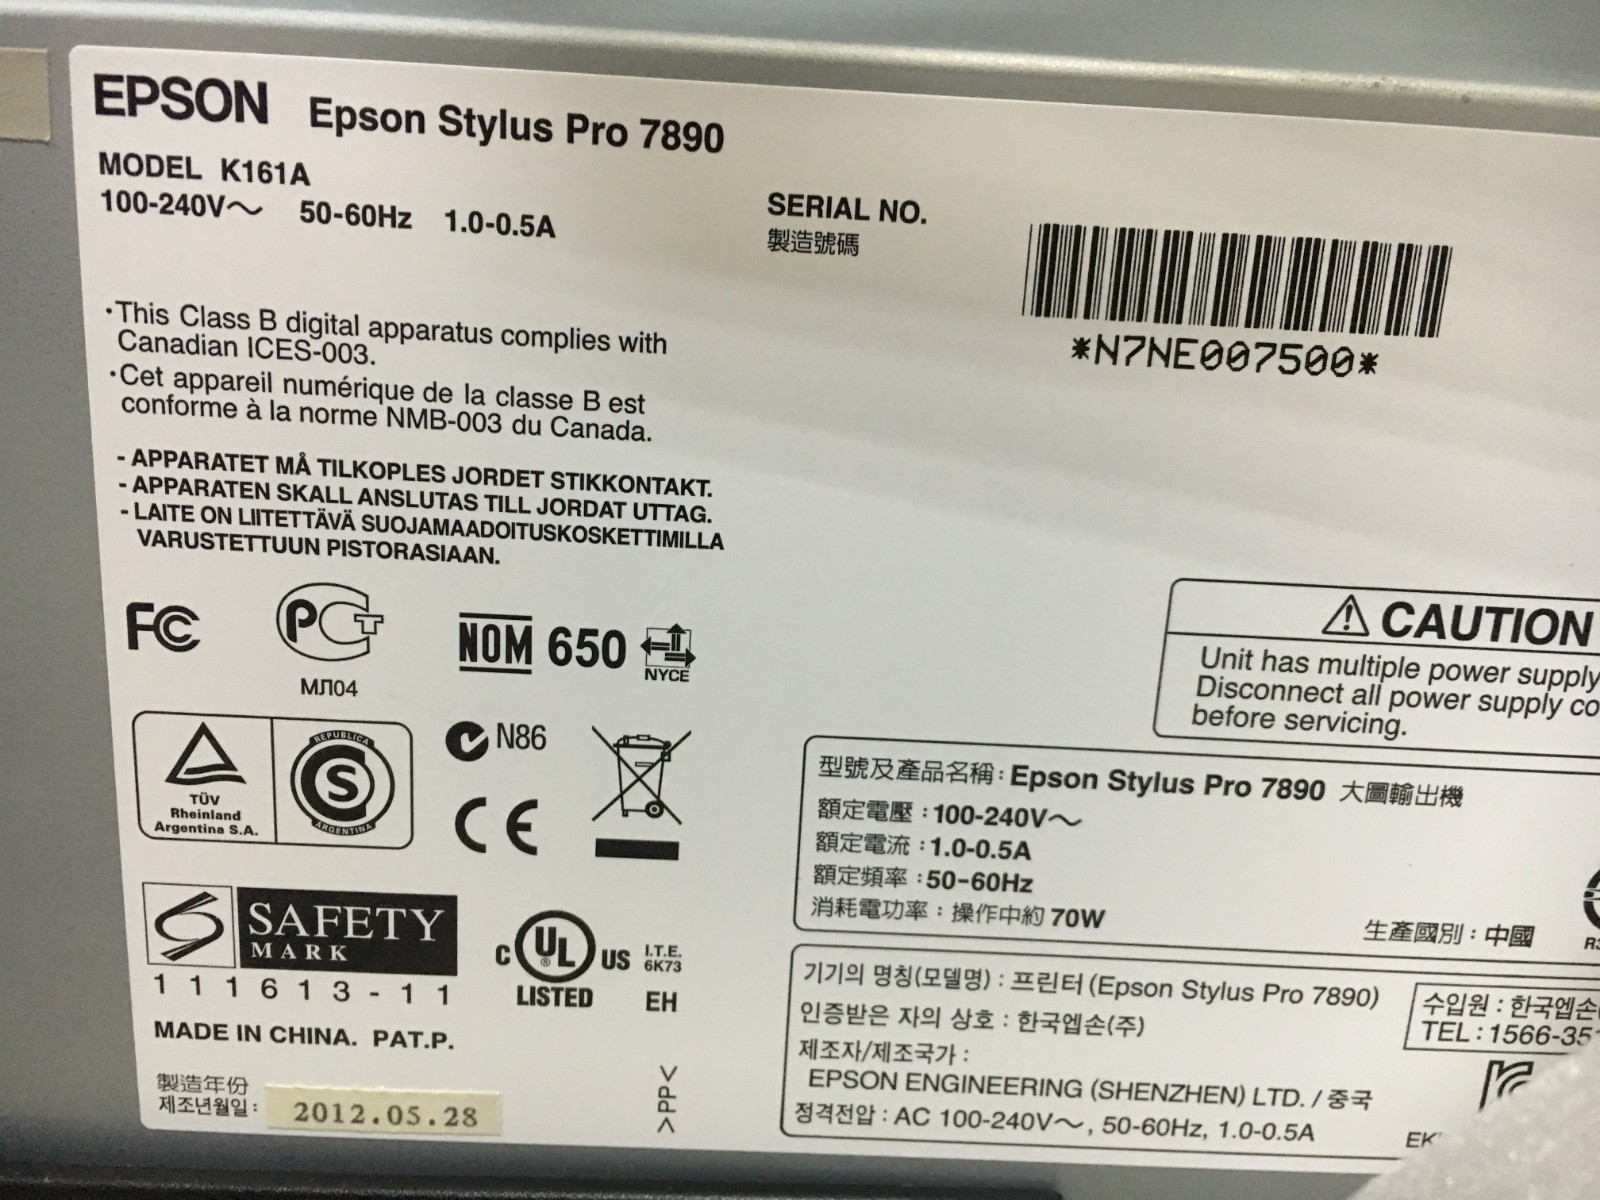 EPSON Epson Stylus Pro 7890
MODEL K161A
100-240V～ 50-60Hz 1.0-0.5A
SERIAL NO.
製造號碼
*N7NE007500*
·This Class B digital apparatus complies with
Canadian ICES-003.
·Cet appareil numérique de la classe B est
conforme à la norme NMB-003 du Canada.
- APPARATET MÅ TILKOPLES JORDET STIKKONTAKT.
- APPARATEN SKALL ANSLUTAS TILL JORDAT UTTAG.
- LAITE ON LIITETTÄVÄ SUOJAMAADOITUSKOSKETTIMILLA
VARUSTETTUUN PISTORASIAAN.
FC
РСТ
МЛ04
NOM 650
NYCE
TÜV
Rheinland
Argentina S.A.
REPUBLICA
S
ARGENTINA
N86
CE
SAFETY
MARK
111613-11
C UL ® US
LISTED
I.T.E.
6K73
EH
MADE IN CHINA. PAT.P.
製造年份
제조년월일:
2012.05.28
>PP<
⚠ CAUTION
Unit has multiple power supply
Disconnect all power supply
before servicing.
型號及產品名稱：Epson Stylus Pro 7890 大圖輸出機
額定電壓：100-240V～
額定電流：1.0-0.5A
額定頻率：50-60Hz
消耗電功率：操作中約 70W
生產國別：中國
기기의 명칭(모델명) : 프린터 (Epson Stylus Pro 7890)
인증받은 자의 상호 : 한국엡손(주)
제조자/제조국가 :
EPSON ENGINEERING (SHENZHEN) LTD. / 중국
정격전압 : AC 100-240V～, 50-60Hz, 1.0-0.5A
수입원 : 한국엡손
TEL : 1566-35